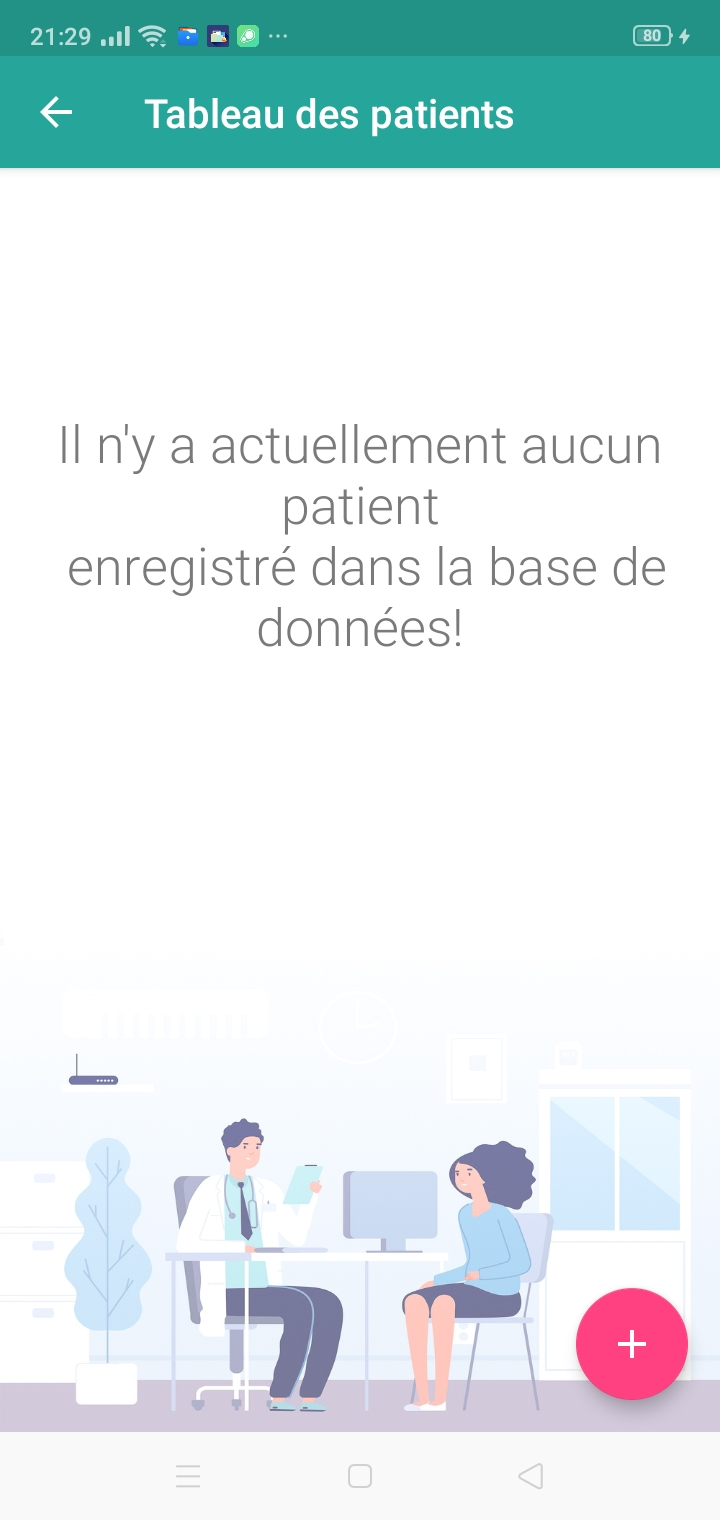 21:29
80
Tableau des patients
Il n'y a actuellement aucun
patient
enregistré dans la base de
données!